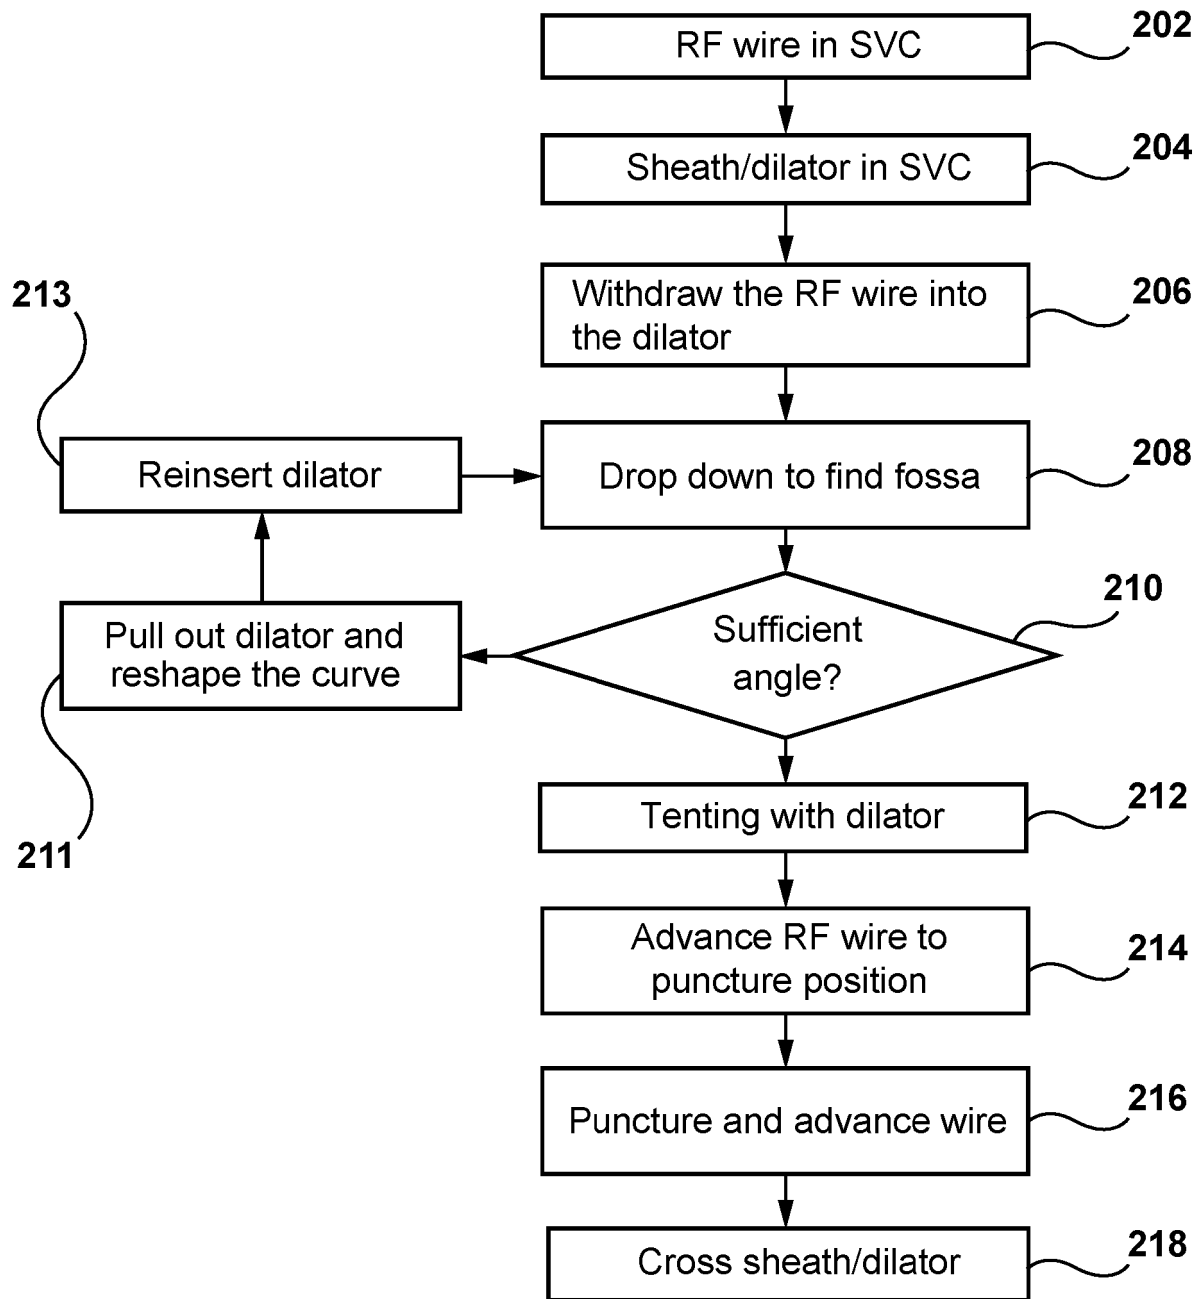 RF wire in SVC
202
Sheath/dilator in SVC
204
Withdraw the RF wire into
the dilator
206
213
Reinsert dilator
Drop down to find fossa
208
Pull out dilator and
reshape the curve
211
Sufficient
angle?
210
Tenting with dilator
212
Advance RF wire to
puncture position
214
Puncture and advance wire
216
Cross sheath/dilator
218